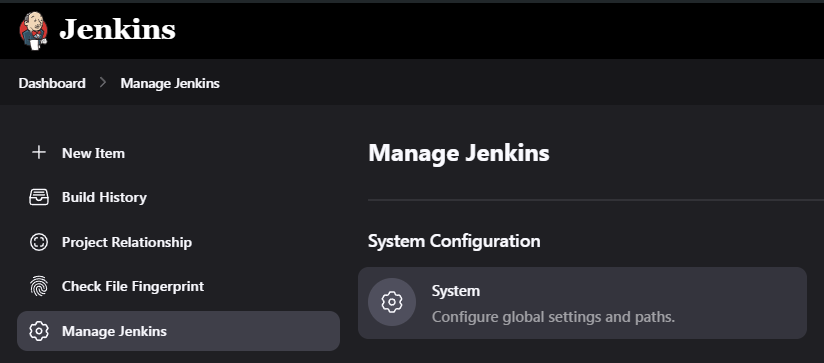 Jenkins
Dashboard > Manage Jenkins
New Item
Build History
Project Relationship
Check File Fingerprint
Manage Jenkins
Manage Jenkins
System Configuration
System
Configure global settings and paths.